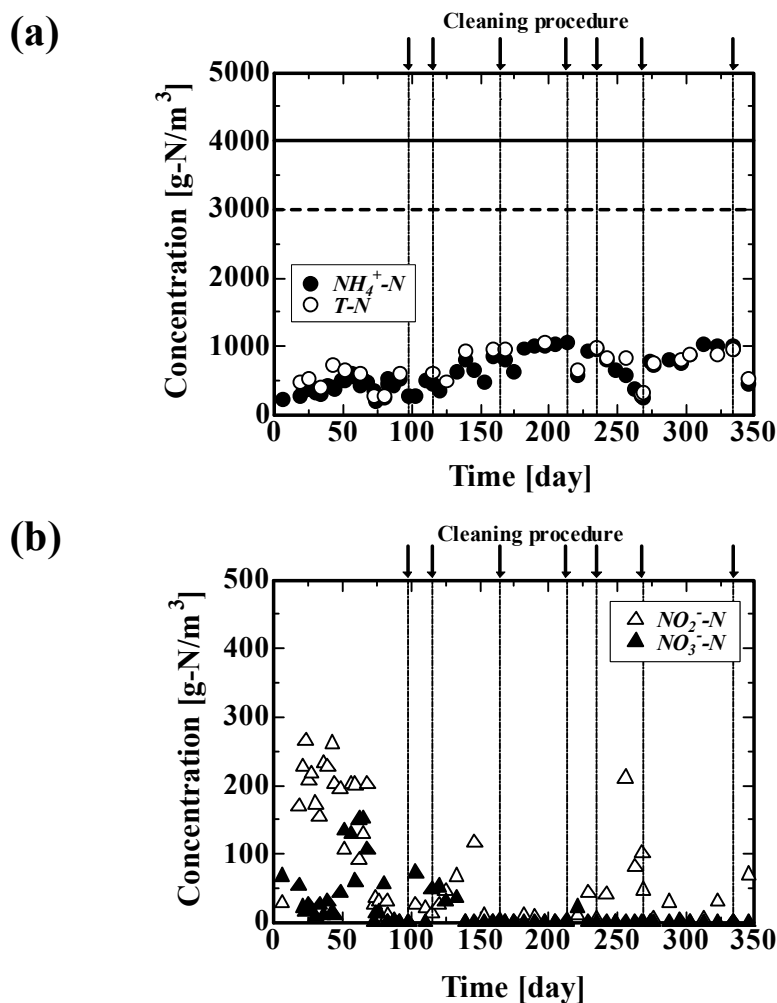 (a)
Cleaning procedure
5000
4000
3000
2000
1000
0
Concentration [g-N/m³]
NH₄⁺-N
T-N
0 50 100 150 200 250 300 350
Time [day]
(b)
Cleaning procedure
500
400
300
200
100
0
Concentration [g-N/m³]
NO₂⁻-N
NO₃⁻-N
0 50 100 150 200 250 300 350
Time [day]